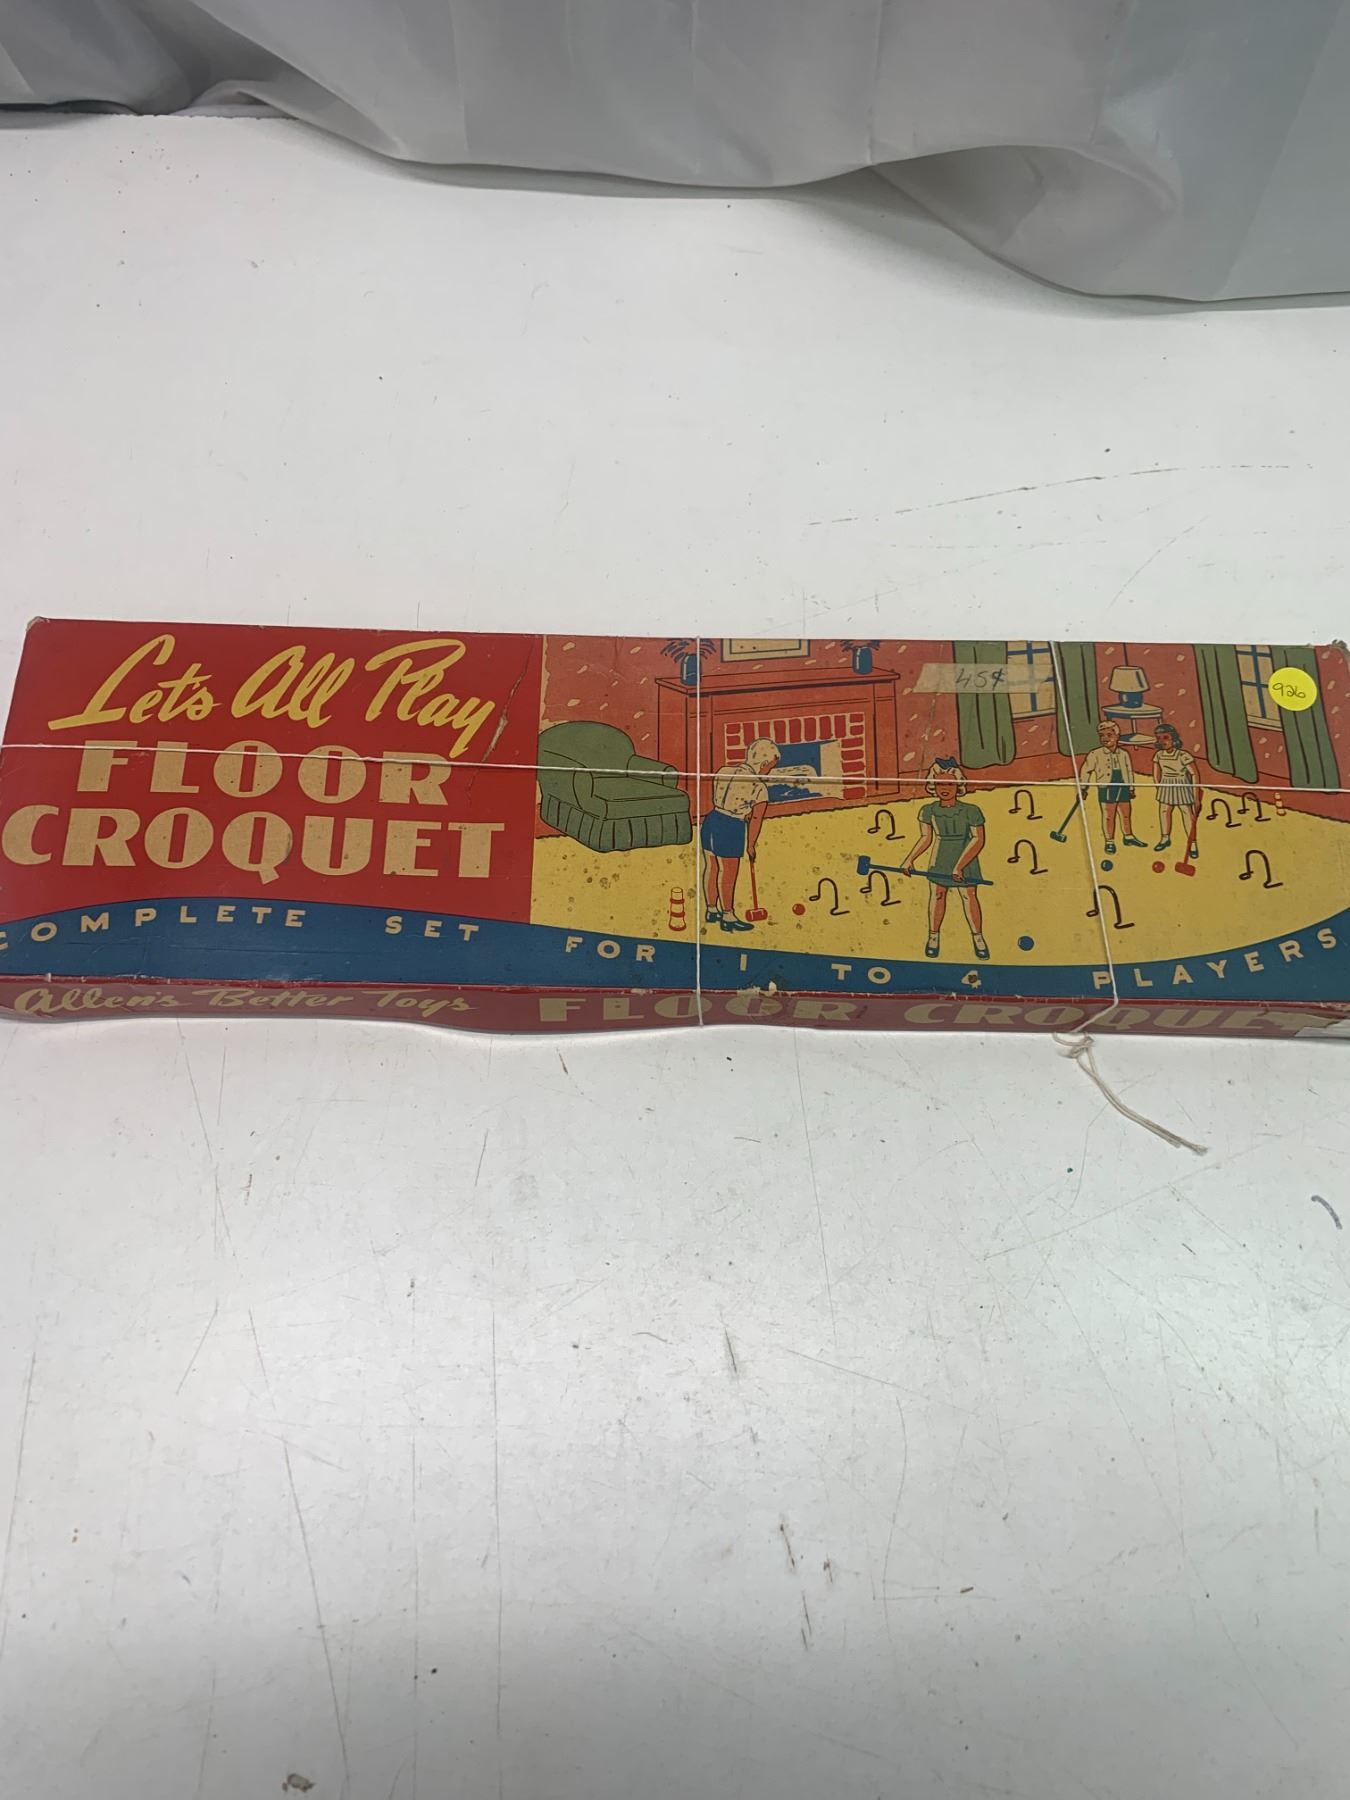 Let's All Play
FLOOR
CROQUET
COMPLETE SET FOR 1 TO 4 PLAYERS
Allen's Better Toys FLOOR CROQUET
45¢
926